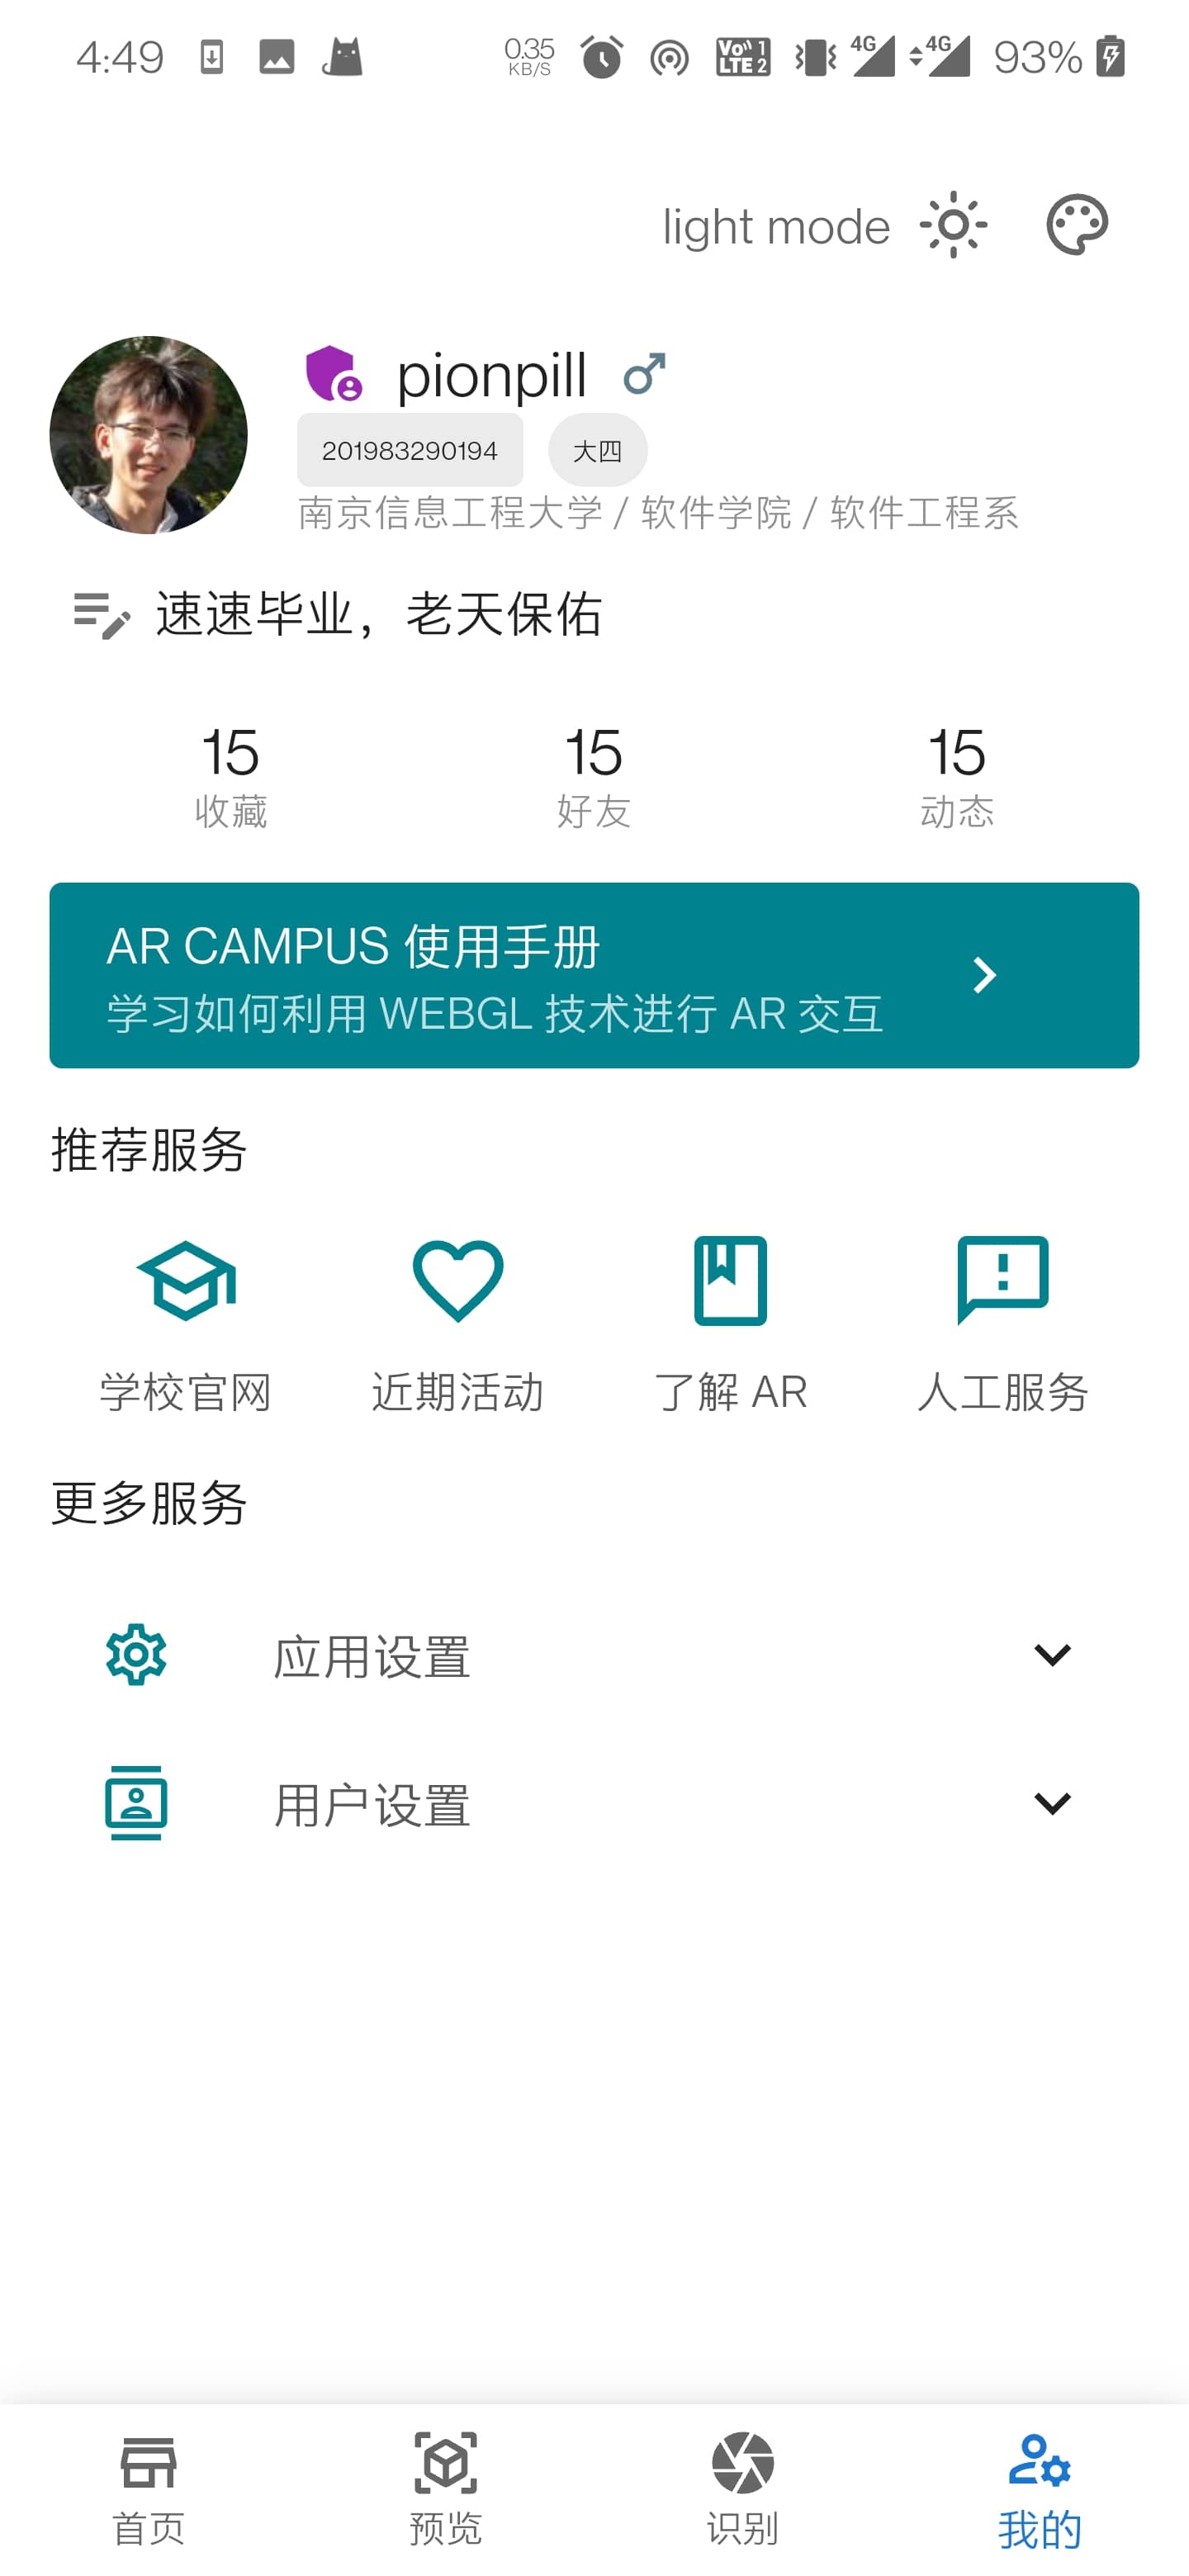 4:49 0.35 KB/S Vo)) 1 LTE 2 4G 4G 93%
light mode
pionpill
201983290194 大四
南京信息工程大学 / 软件学院 / 软件工程系
速速毕业，老天保佑
15 15 15
收藏 好友 动态
AR CAMPUS 使用手册
学习如何利用 WEBGL 技术进行 AR 交互
推荐服务
学校官网 近期活动 了解 AR 人工服务
更多服务
应用设置
用户设置
首页 预览 识别 我的